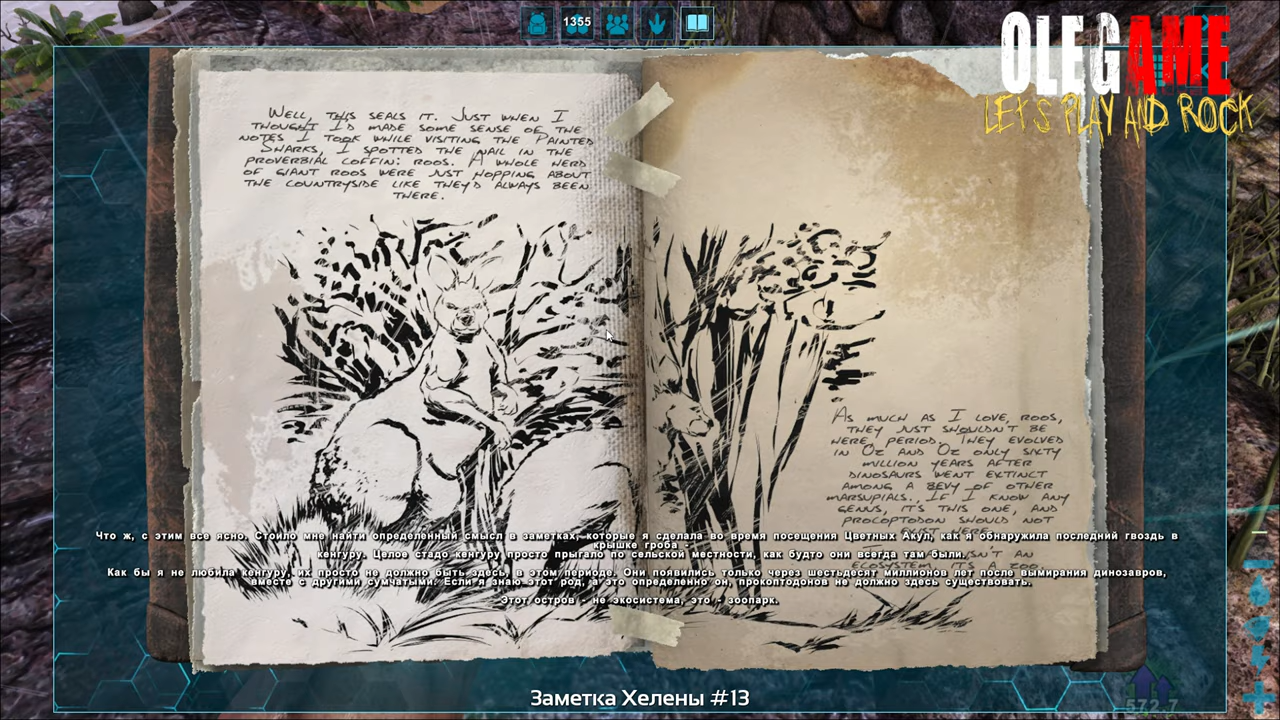 1355
OLEGAME
LET'S PLAY AND ROCK
WELL, THIS SEALS IT. JUST WHEN I
THOUGHT I'D MADE SOME SENSE OF THE
NOTES I TOOK WHILE VISITING THE PAINTED
SHARKS, I SPOTTED THE NAIL IN THE
PROVERBIAL COFFIN: ROOS. A WHOLE HERD
OF GIANT ROOS WERE JUST HOPPING ABOUT
THE COUNTRYSIDE LIKE THEY'D ALWAYS BEEN
THERE.
AS MUCH AS I LOVE, ROOS,
THEY JUST SHOULDN'T BE
HERE, PERIOD. THEY EVOLVED
IN OZ AND OZ ONLY SIXTY
MILLION YEARS AFTER
DINOSAURS WENT EXTINCT
AMONG A BEVY OF OTHER
MARSUPIALS. IF I KNOW ANY
GENUS, IT'S THIS ONE, AND
PROCOPTODON SHOULD NOT
EXIST HERE.
ISN'T AN
Что ж, с этим все ясно. Стоило мне найти определенный смысл в заметках, которые я сделала во время посещения Цветных Акул, как я обнаружила последний гвоздь в
крышке гроба -
кенгуру. Целое стадо кенгуру просто прыгало по сельской местности, как будто они всегда там были.
Как бы я не любила кенгуру, их просто не должно быть здесь, в этом периоде. Они появились только через шестьдесят миллионов лет после вымирания динозавров,
вместе с другими сумчатыми. Если я знаю этот род, а это определенно он, прокоптодонов не должно здесь существовать.
Этот остров - не экосистема, это - зоопарк.
Заметка Хелены #13
572.7